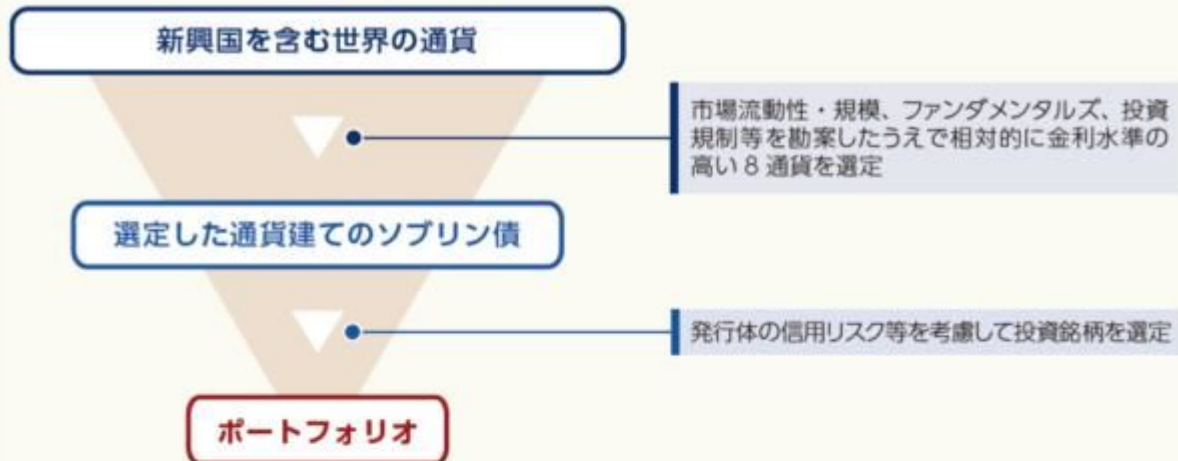 新興国を含む世界の通貨
市場流動性・規模、ファンダメンタルズ、投資
規制等を勘案したうえで相対的に金利水準の
高い8通貨を選定
選定した通貨建てのソブリン債
発行体の信用リスク等を考慮して投資銘柄を選定
ポートフォリオ